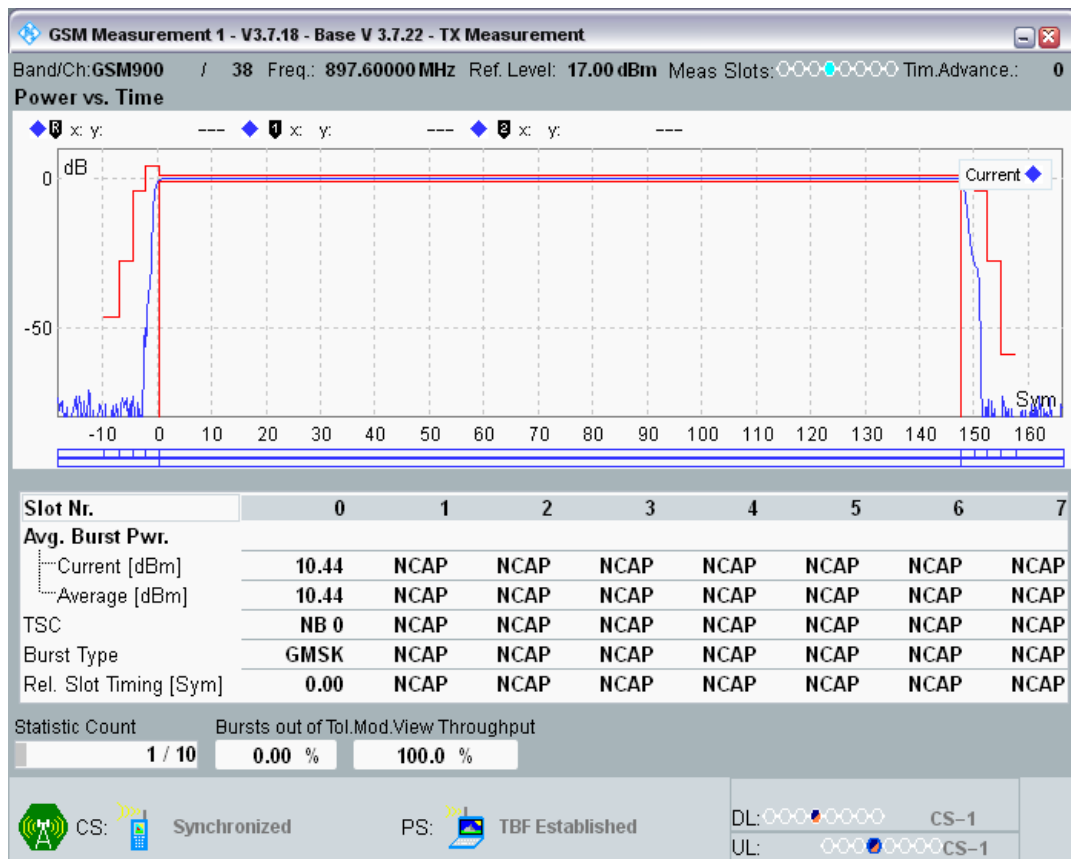 GSM Measurement 1 - V3.7.18 - Base V 3.7.22 - TX Measurement
Band/Ch:GSM900 / 38 Freq.: 897.60000 MHz Ref. Level: 17.00 dBm Meas Slots: Tim.Advance.: 0
Power vs. Time
R x: y: --- 1 x: y: --- 2 x: y: ---
dB
Current
0
-50
Sym
-10 0 10 20 30 40 50 60 70 80 90 100 110 120 130 140 150 160
Slot Nr. 0 1 2 3 4 5 6 7
Avg. Burst Pwr.
Current [dBm] 10.44 NCAP NCAP NCAP NCAP NCAP NCAP NCAP
Average [dBm] 10.44 NCAP NCAP NCAP NCAP NCAP NCAP NCAP
TSC NB 0 NCAP NCAP NCAP NCAP NCAP NCAP NCAP
Burst Type GMSK NCAP NCAP NCAP NCAP NCAP NCAP NCAP
Rel. Slot Timing [Sym] 0.00 NCAP NCAP NCAP NCAP NCAP NCAP NCAP
Statistic Count Bursts out of Tol. Mod.View Throughput
1 / 10 0.00 % 100.0 %
CS: Synchronized PS: TBF Established
DL: CS-1
UL: CS-1